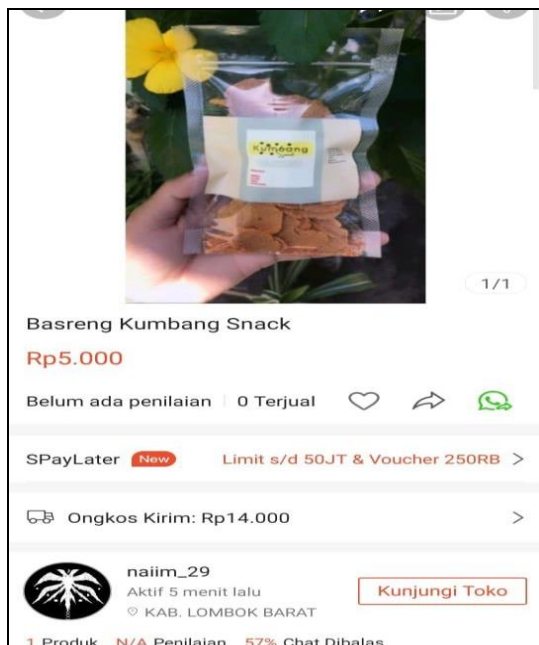 Kumbang
1/1
Basreng Kumbang Snack
Rp5.000
Belum ada penilaian 0 Terjual
SPayLater New Limit s/d 50JT & Voucher 250RB >
Ongkos Kirim: Rp14.000 >
naiim_29
Aktif 5 menit lalu
Kunjungi Toko
KAB. LOMBOK BARAT
1 Produk N/A Penilaian 57% Chat Dibalas